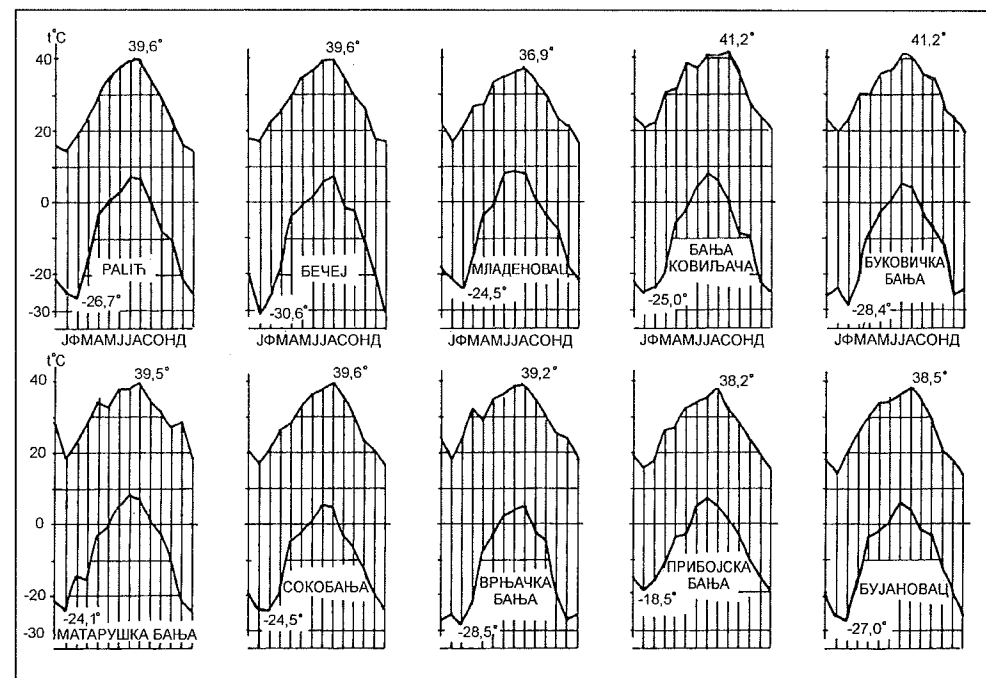 t°C
39,6°
39,6°
36,9°
41,2°
41,2°
40
20
0
-20
-30
PALIЋ
БЕЧЕЈ
МЛАДЕНОВАЦ
БАЊА
КОВИЉАЧА
БУКОВИЧКА
БАЊА
-26,7°
-30,6°
-24,5°
-25,0°
-28,4°
ЈФМАМЈЈАСОНД
ЈФМАМЈЈАСОНД
ЈФМАМЈЈАСОНД
ЈФМАМЈЈАСОНД
ЈФМАМЈЈАСОНД
t°C
39,5°
39,6°
39,2°
38,2°
38,5°
40
20
0
-20
-30
МАТАРУШКА БАЊА
СОКОБАЊА
ВРЊАЧКА
БАЊА
ПРИБОЈСКА
БАЊА
БУЈАНОВАЦ
-24,1°
-24,5°
-28,5°
-18,5°
-27,0°